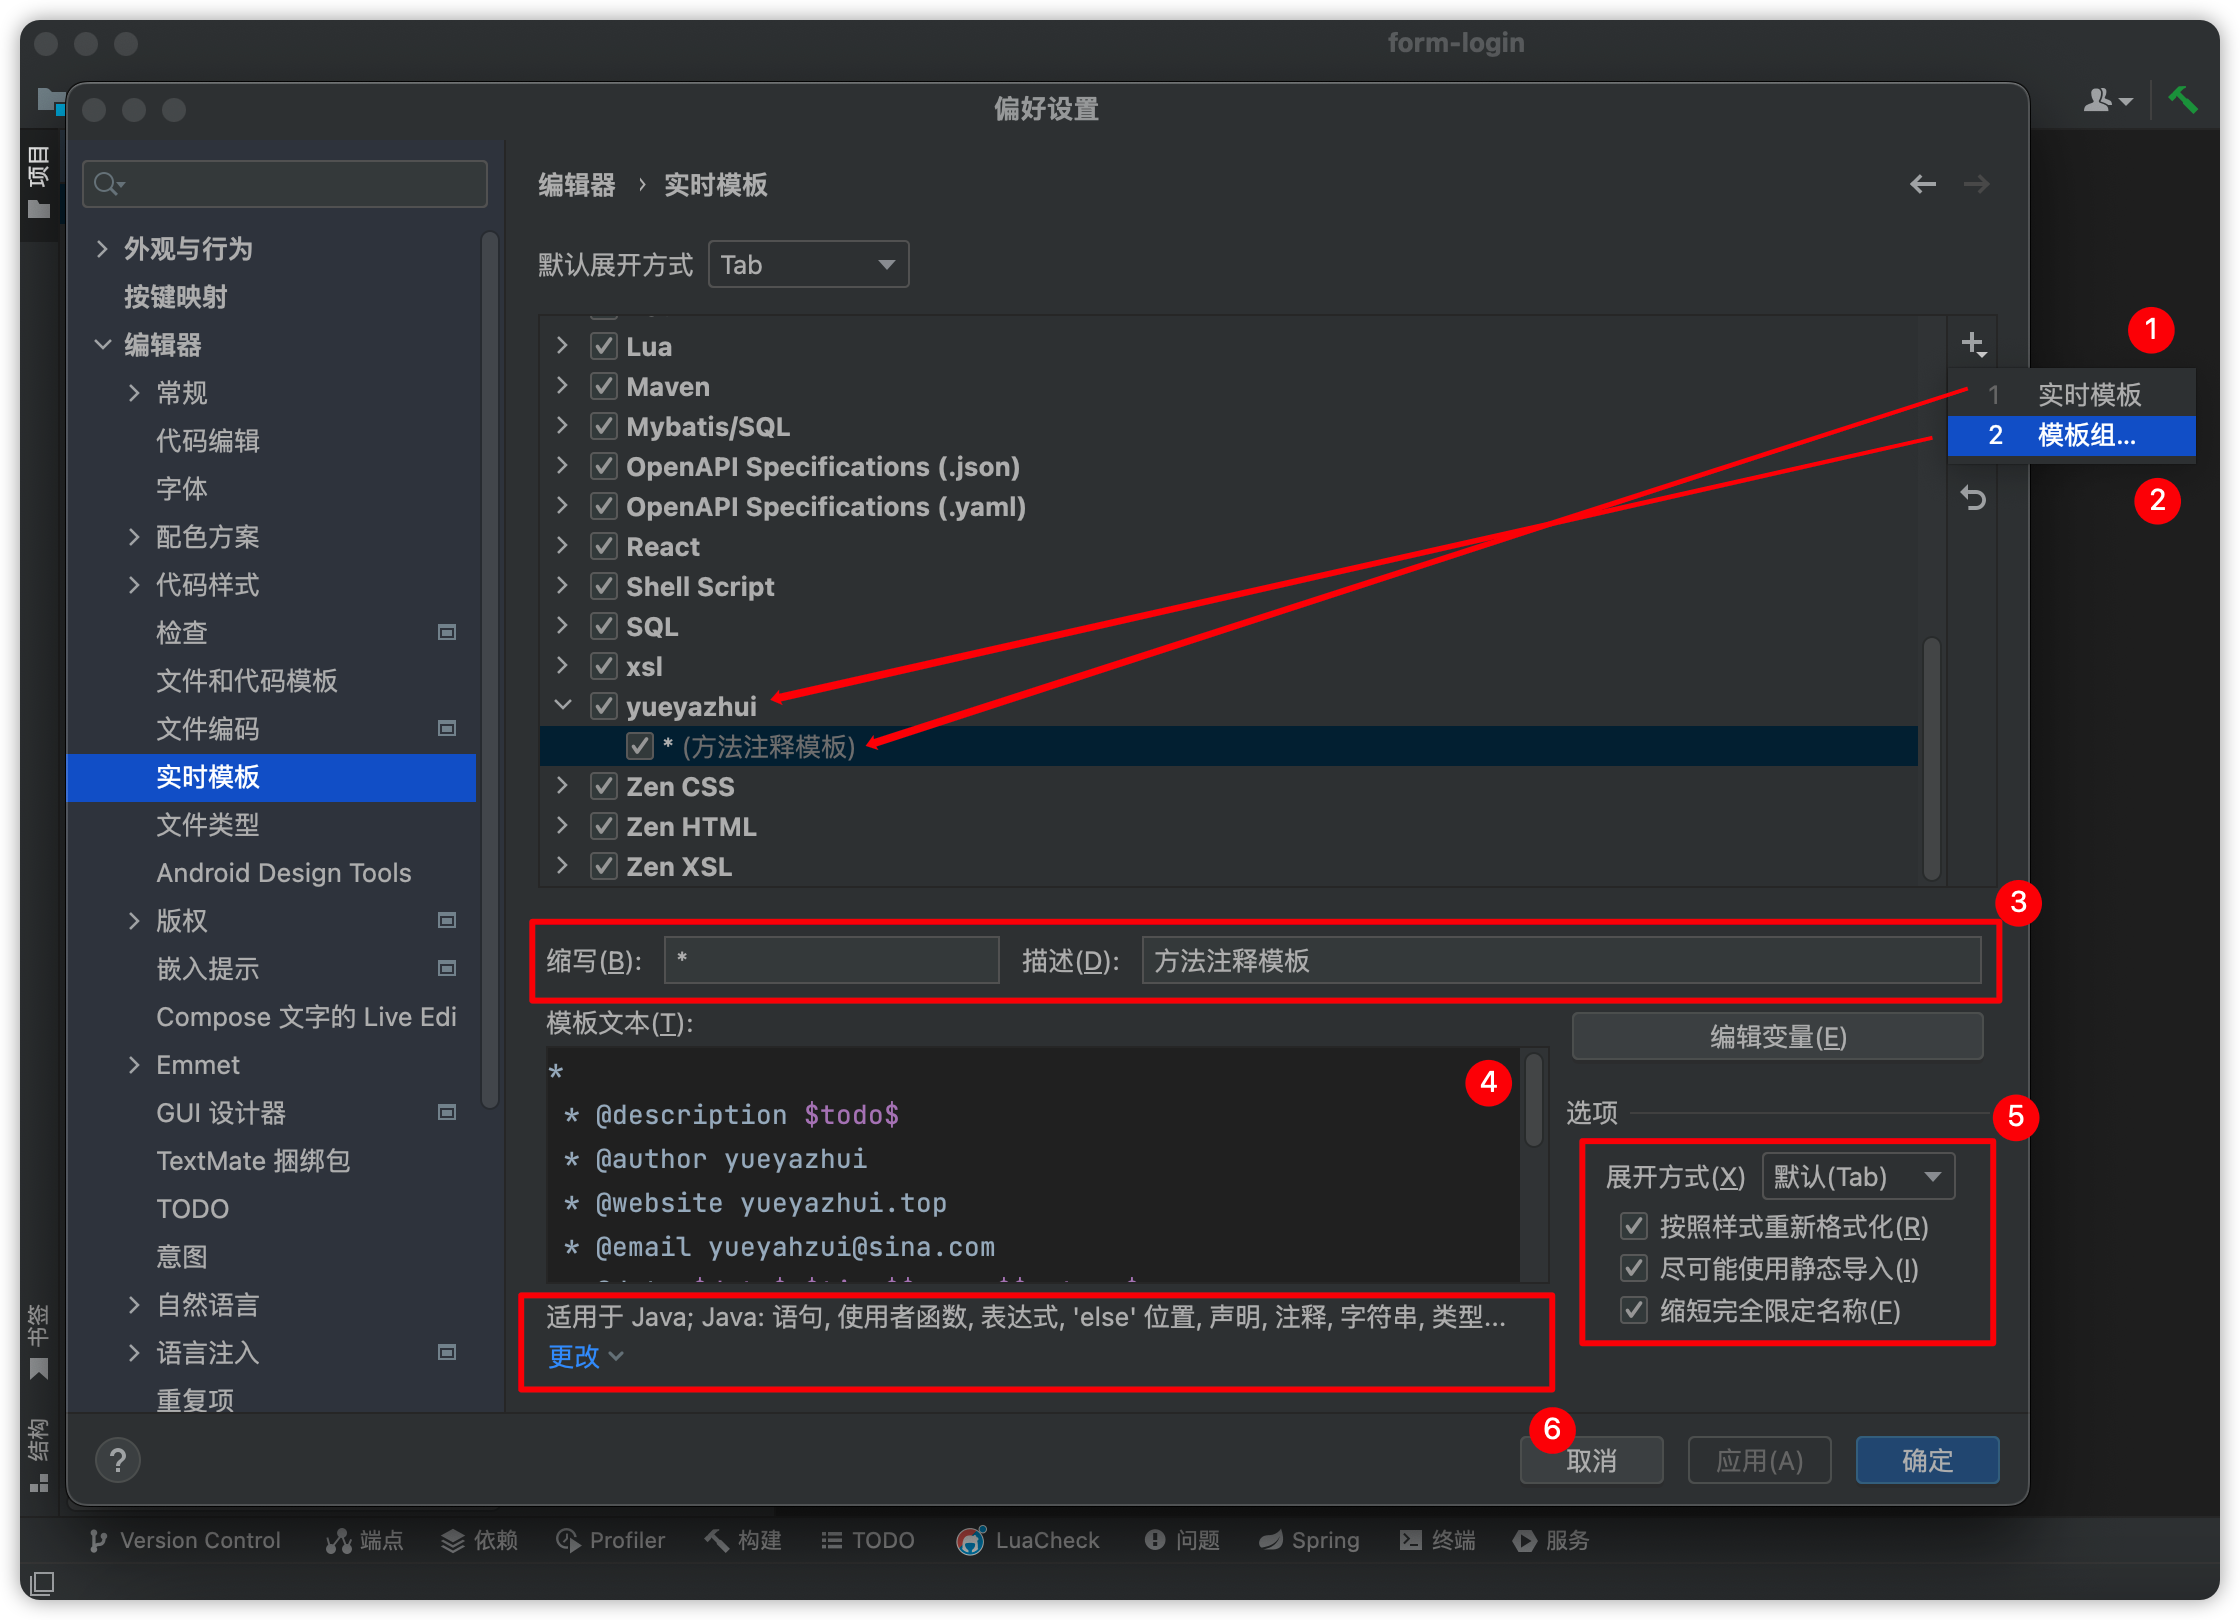 form-login
偏好设置
项目
编辑器 › 实时模板
外观与行为
按键映射
编辑器
常规
代码编辑
字体
配色方案
代码样式
检查
文件和代码模板
文件编码
实时模板
文件类型
Android Design Tools
版权
嵌入提示
Compose 文字的 Live Edi
Emmet
GUI 设计器
TextMate 捆绑包
TODO
意图
自然语言
语言注入
重复项
书签
结构
默认展开方式 Tab
Lua
Maven
Mybatis/SQL
OpenAPI Specifications (.json)
OpenAPI Specifications (.yaml)
React
Shell Script
SQL
xsl
yueyazhui
* (方法注释模板)
Zen CSS
Zen HTML
Zen XSL
1
1 实时模板
2 模板组...
2
3
缩写(B): * 描述(D): 方法注释模板
模板文本(T):
编辑变量(E)
*
* @description $todo$
* @author yueyazhui
* @website yueyazhui.top
* @email yueyahzui@sina.com
4
选项
5
展开方式(X) 默认(Tab)
按照样式重新格式化(R)
尽可能使用静态导入(I)
缩短完全限定名称(F)
适用于 Java; Java: 语句, 使用者函数, 表达式, 'else' 位置, 声明, 注释, 字符串, 类型...
更改
6
?
取消 应用(A) 确定
Version Control 端点 依赖 Profiler 构建 TODO LuaCheck 问题 Spring 终端 服务